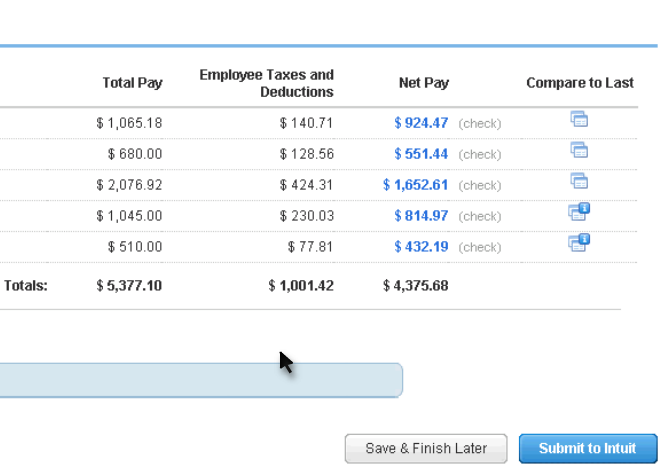 Total Pay Employee Taxes and Deductions Net Pay Compare to Last
$ 1,065.18 $ 140.71 $ 924.47 (check)
$ 680.00 $ 128.56 $ 551.44 (check)
$ 2,076.92 $ 424.31 $ 1,652.61 (check)
$ 1,045.00 $ 230.03 $ 814.97 (check)
$ 510.00 $ 77.81 $ 432.19 (check)
Totals: $ 5,377.10 $ 1,001.42 $ 4,375.68
Save & Finish Later Submit to Intuit